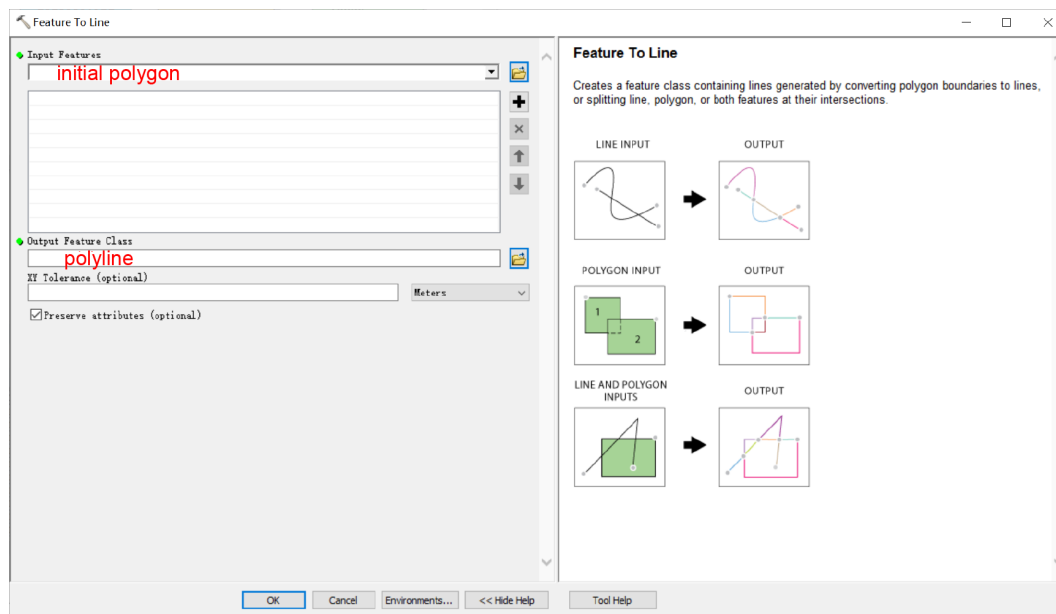 Feature To Line
Input Features
initial polygon
Output Feature Class
polyline
XY Tolerance (optional)
Meters
Preserve attributes (optional)
OK
Cancel
Environments...
<< Hide Help
Tool Help
Feature To Line
Creates a feature class containing lines generated by converting polygon boundaries to lines,
or splitting line, polygon, or both features at their intersections.
LINE INPUT
OUTPUT
POLYGON INPUT
OUTPUT
1
2
LINE AND POLYGON
INPUTS
OUTPUT